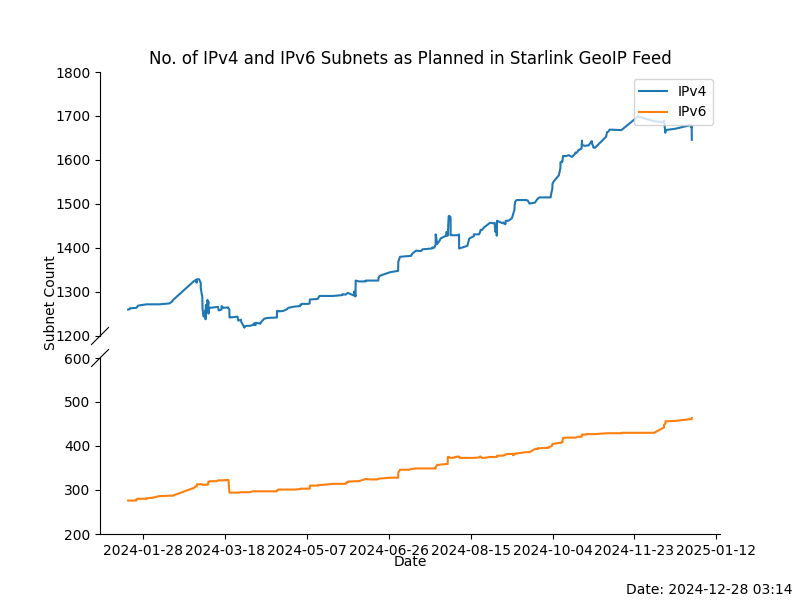 No. of IPv4 and IPv6 Subnets as Planned in Starlink GeoIP Feed
IPv4
IPv6
1800
1700
1600
1500
1400
1300
1200
600
500
400
300
200
Subnet Count
2024-01-28 2024-03-18 2024-05-07 2024-06-26 2024-08-15 2024-10-04 2024-11-23 2025-01-12
Date
Date: 2024-12-28 03:14